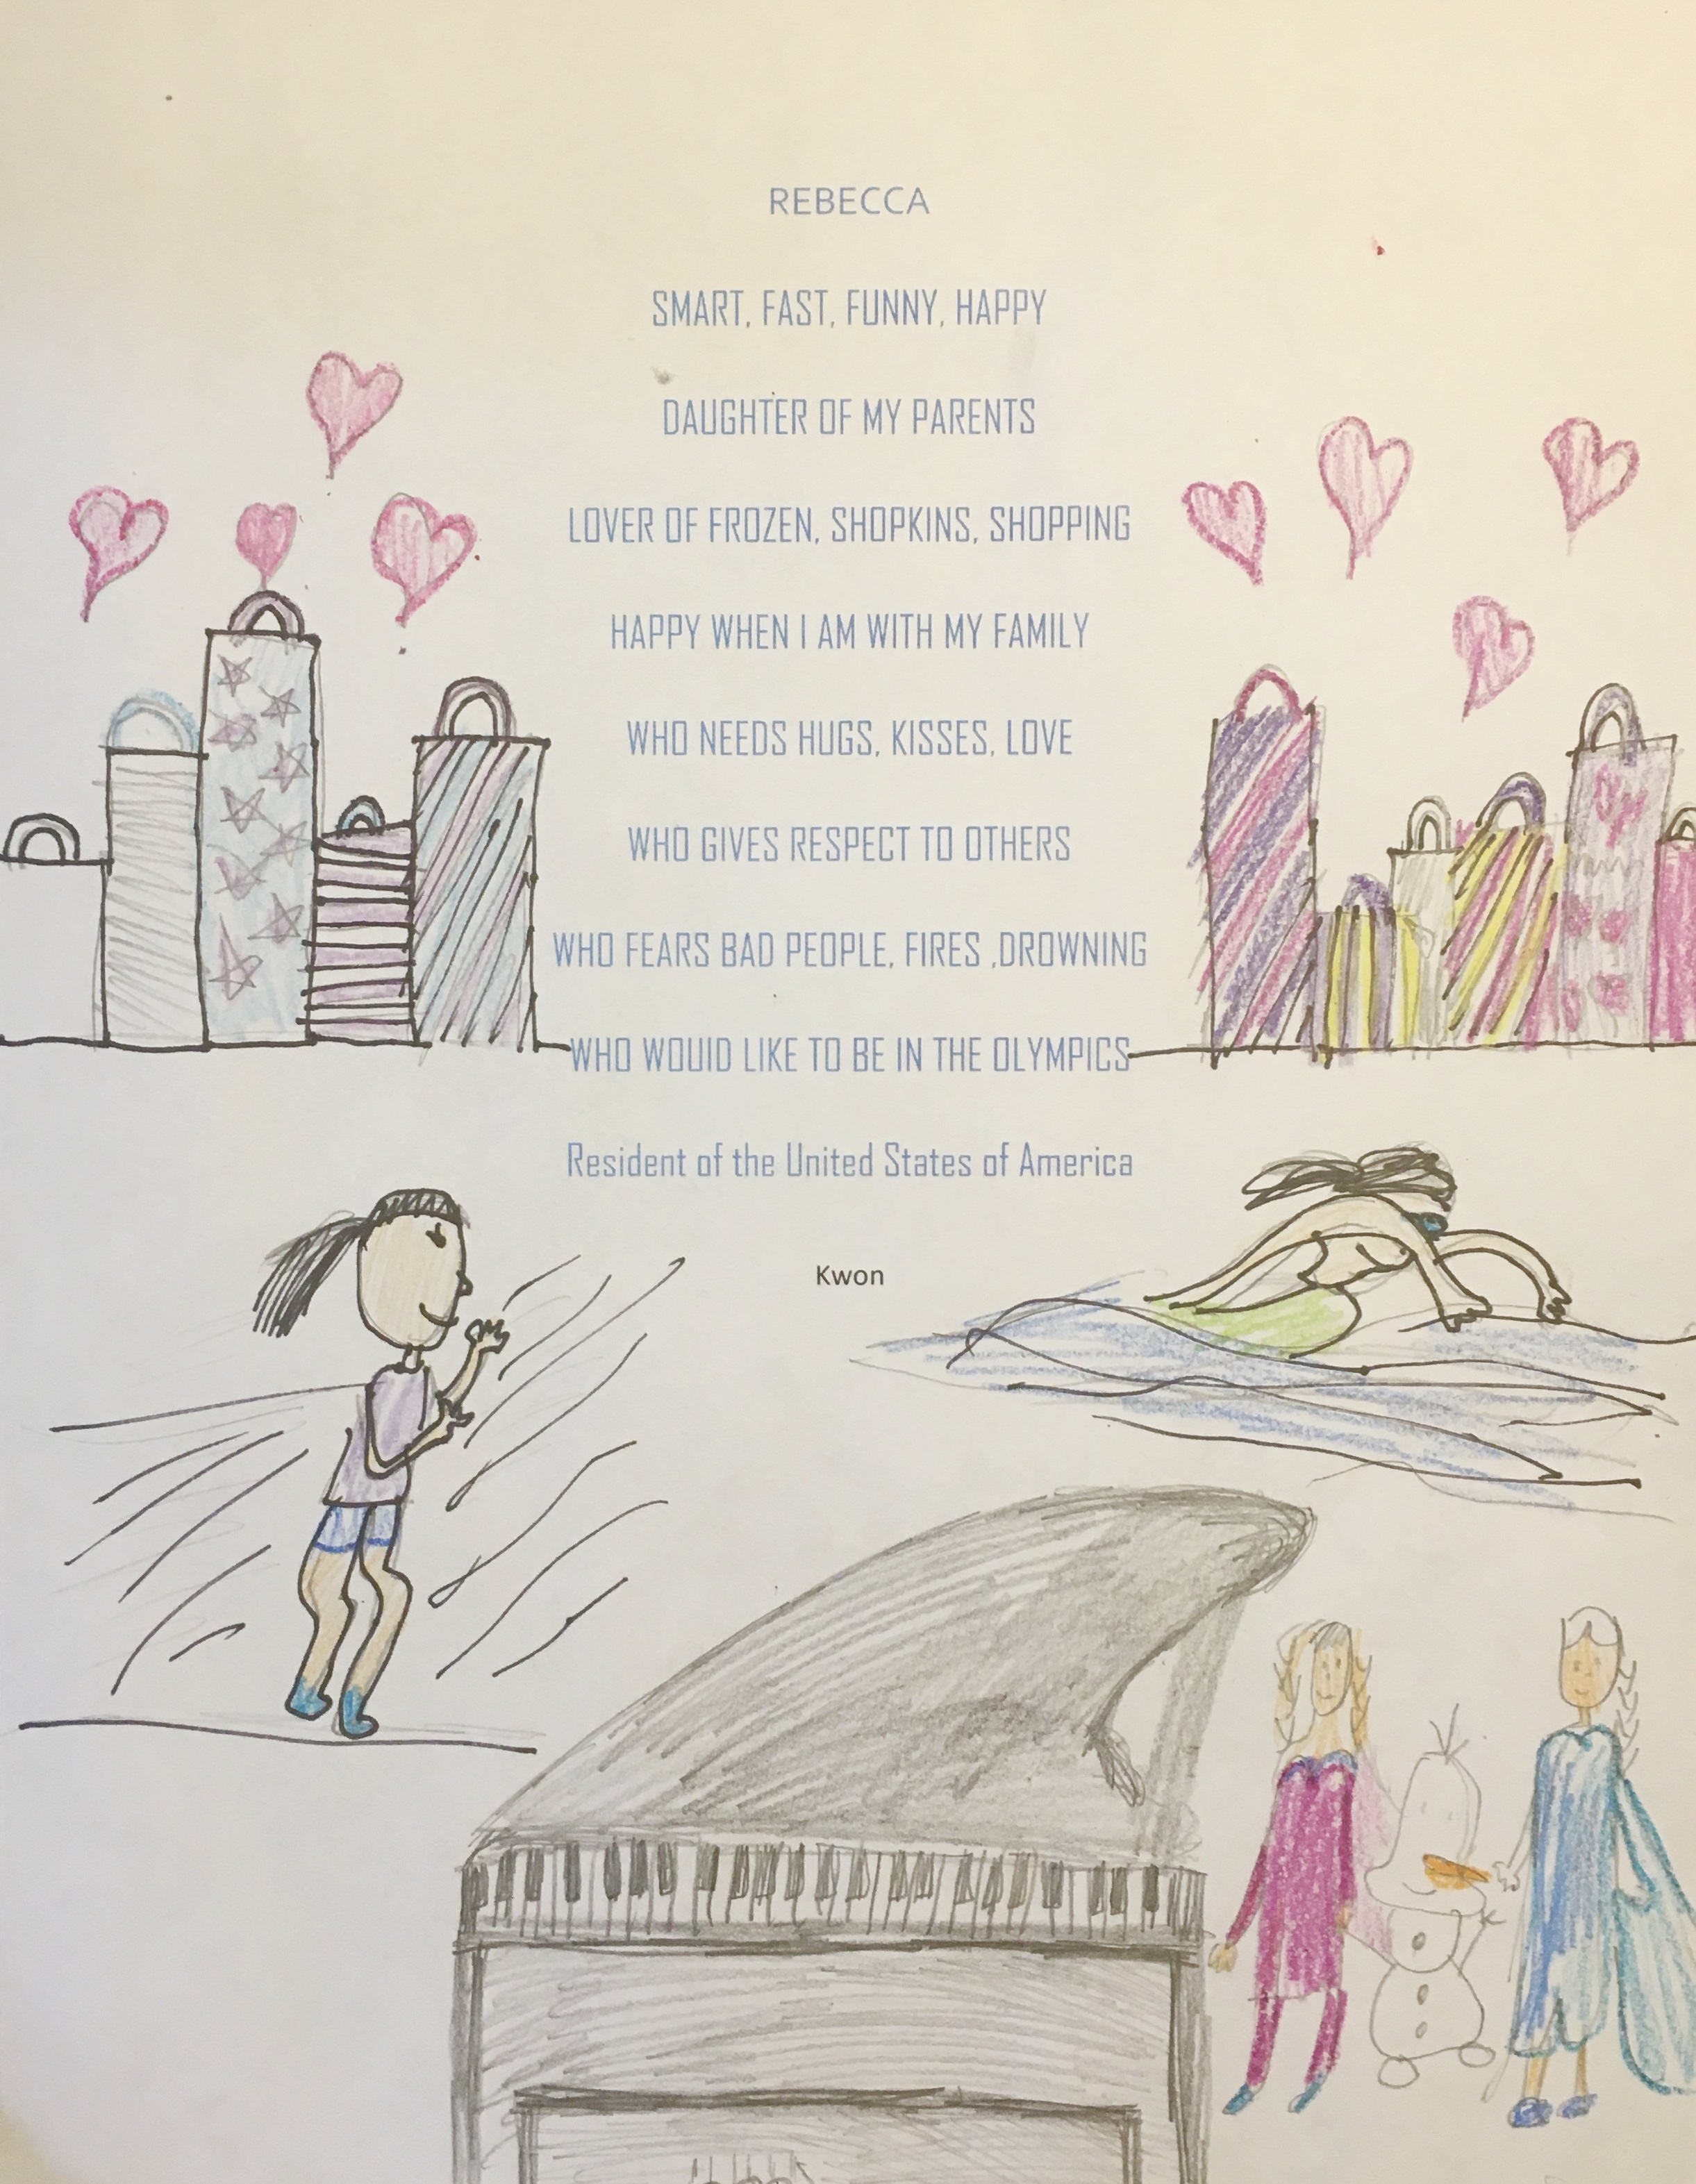 REBECCA
SMART, FAST, FUNNY, HAPPY
DAUGHTER OF MY PARENTS
LOVER OF FROZEN, SHOPKINS, SHOPPING
HAPPY WHEN I AM WITH MY FAMILY
WHO NEEDS HUGS, KISSES, LOVE
WHO GIVES RESPECT TO OTHERS
WHO FEARS BAD PEOPLE, FIRES ,DROWNING
WHO WOUID LIKE TO BE IN THE OLYMPICS
Resident of the United States of America
Kwon